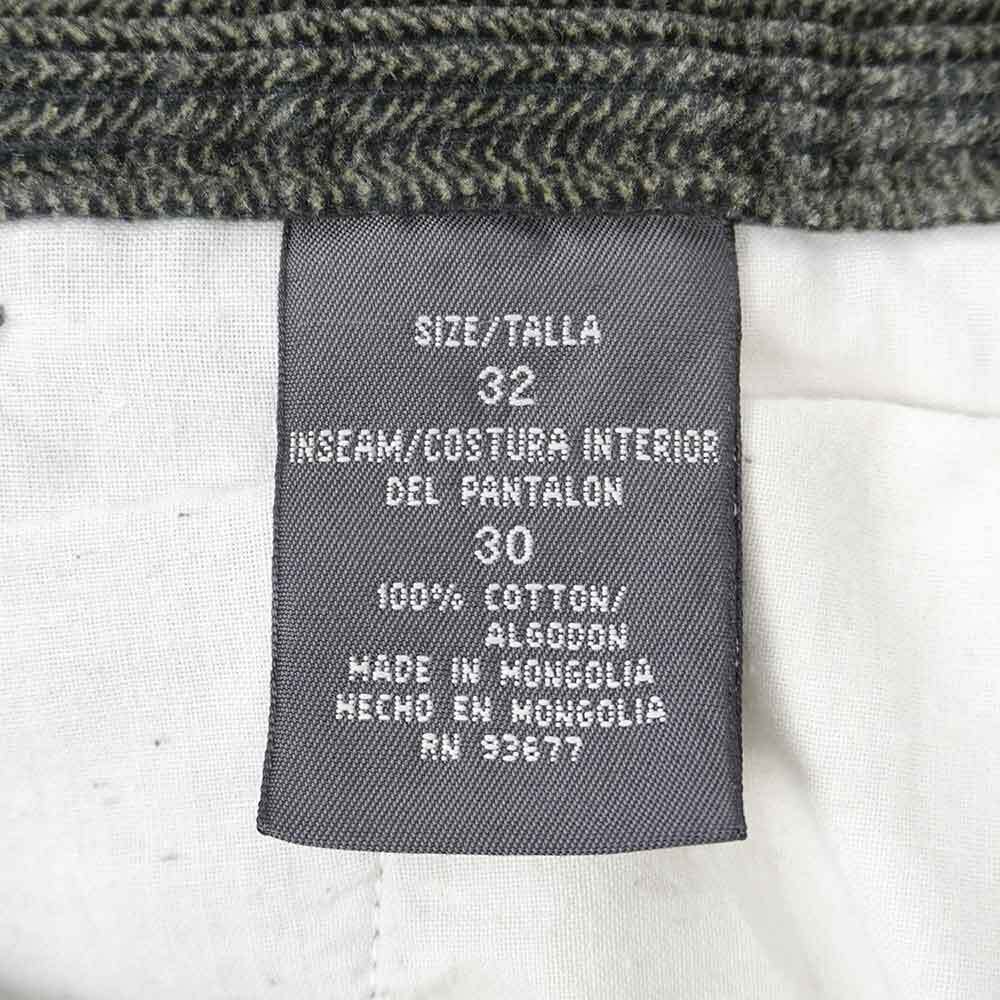 SIZE/TALLA
32
INSEAM/COSTURA INTERIOR
DEL PANTALON
30
100% COTTON/
ALGODON
MADE IN MONGOLIA
HECHO EN MONGOLIA
RN 93677